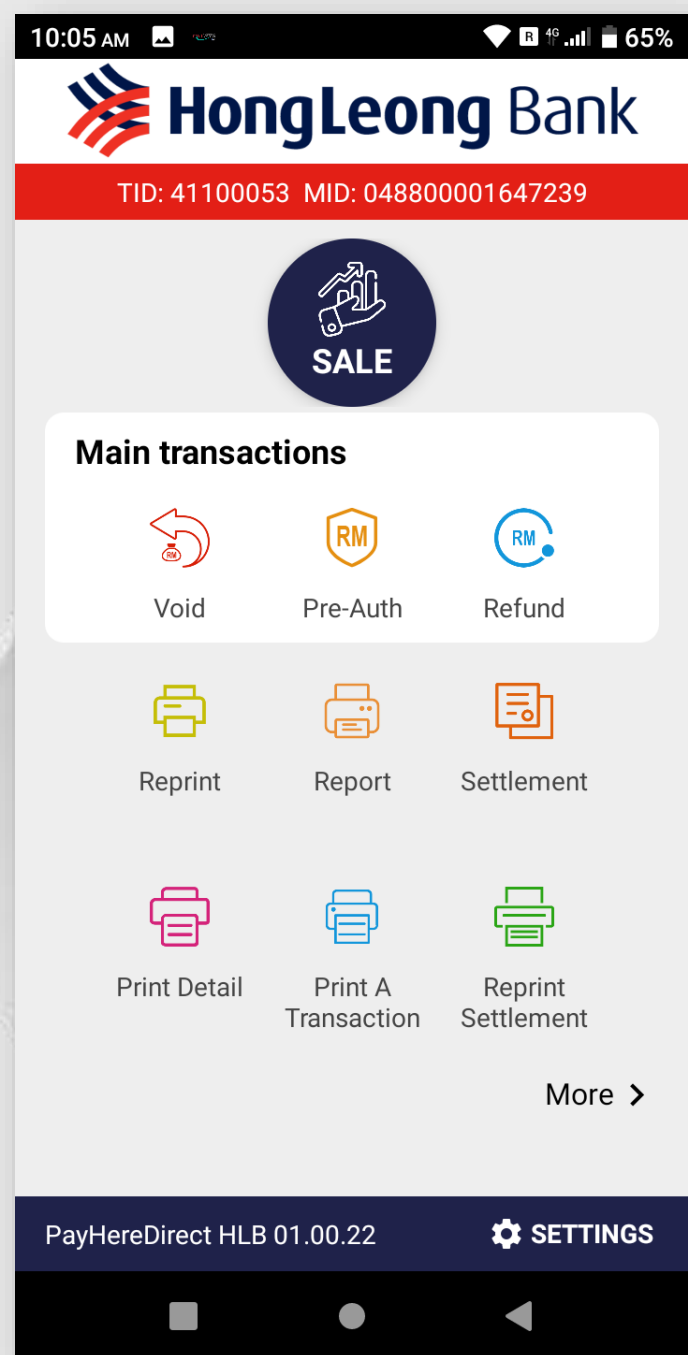 10:05 AM R 4G 65%
HongLeong Bank
TID: 41100053 MID: 048800001647239
SALE
Main transactions
RM RM RM
Void Pre-Auth Refund
Reprint Report Settlement
Print Detail Print A Reprint
Transaction Settlement
More
PayHereDirect HLB 01.00.22 SETTINGS